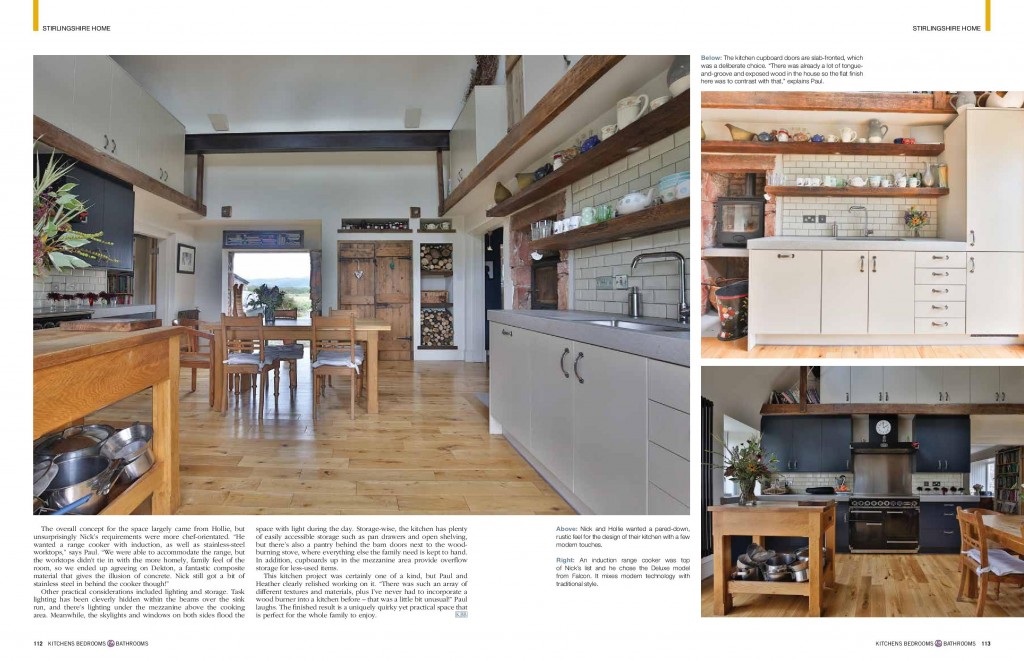 STIRLINGSHIRE HOME
STIRLINGSHIRE HOME
Below: The kitchen cupboard doors are slab-fronted, which
was a deliberate choice. “There was already a lot of tongue-
and-groove and exposed wood in the house so the flat finish
here was to contrast with that,” explains Paul.
The overall concept for the space largely came from Hollie, but
unsurprisingly Nick’s requirements were more chef-orientated. “He
wanted a range cooker with induction, as well as stainless-steel
worktops,” says Paul. “We were able to accommodate the range, but
the worktops didn’t tie in with the more homely, family feel of the
room, so we ended up agreeing on Dekton, a fantastic composite
material that gives the illusion of concrete. Nick still got a bit of
stainless steel in behind the cooker though!”
Other practical considerations included lighting and storage. Task
lighting has been cleverly hidden within the beams over the sink
run, and there’s lighting under the mezzanine above the cooking
area. Meanwhile, the skylights and windows on both sides flood the
space with light during the day. Storage-wise, the kitchen has plenty
of easily accessible storage such as pan drawers and open shelving,
but there’s also a pantry behind the barn doors next to the wood-
burning stove, where everything else the family need is kept to hand.
In addition, cupboards up in the mezzanine area provide overflow
storage for less-used items.
This kitchen project was certainly one of a kind, but Paul and
Heather clearly relished working on it. “There was such an array of
different textures and materials, plus I’ve never had to incorporate a
wood burner into a kitchen before – that was a little bit unusual!” Paul
laughs. The finished result is a uniquely quirky yet practical space that
is perfect for the whole family to enjoy.
Above: Nick and Hollie wanted a pared-down,
rustic feel for the design of their kitchen with a few
modern touches.
Right: An induction range cooker was top
of Nick’s list and he chose the Deluxe model
from Falcon. It mixes modern technology with
traditional style.
112 KITCHENS BEDROOMS BATHROOMS
KITCHENS BEDROOMS BATHROOMS 113